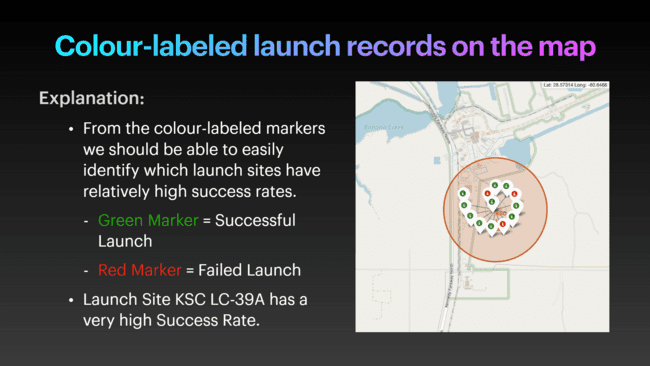 Colour-labeled launch records on the map
Explanation:
• From the colour-labeled markers
we should be able to easily
identify which launch sites have
relatively high success rates.
- Green Marker = Successful
Launch
- Red Marker = Failed Launch
• Launch Site KSC LC-39A has a
very high Success Rate.